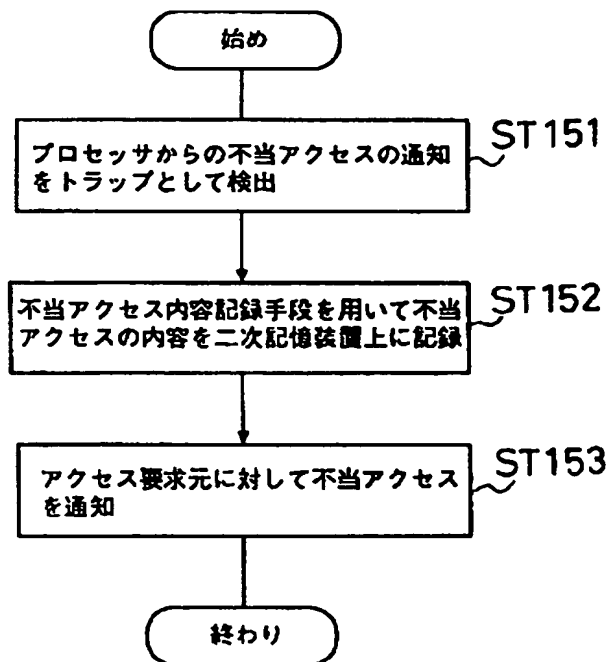 始め
プロセッサからの不当アクセスの通知
をトラップとして検出
ST151
不当アクセス内容記録手段を用いて不当
アクセスの内容を二次記憶装置上に記録
ST152
アクセス要求元に対して不当アクセス
を通知
ST153
終わり